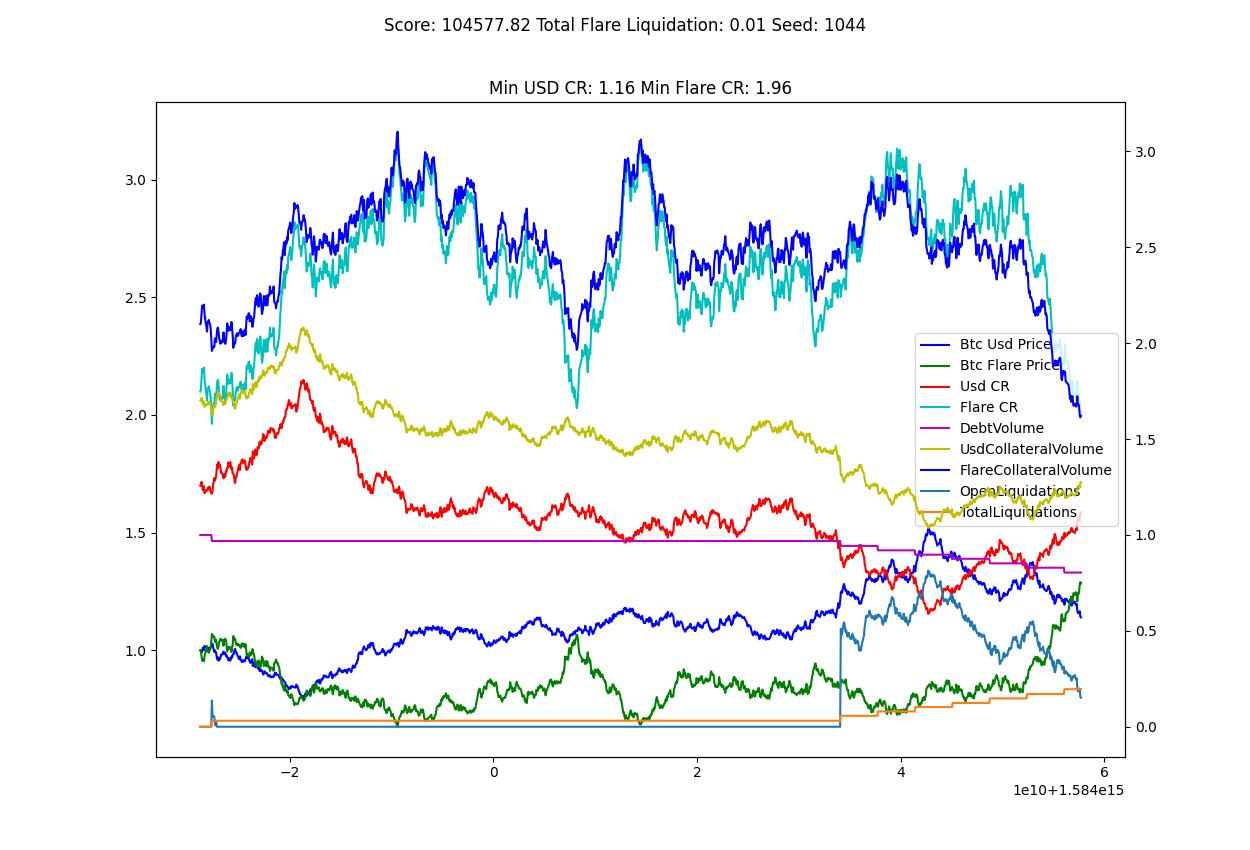 Score: 104577.82 Total Flare Liquidation: 0.01 Seed: 1044
Min USD CR: 1.16 Min Flare CR: 1.96
3.0
2.5
2.0
1.5
1.0
3.0
2.5
2.0
1.5
1.0
0.5
0.0
Btc Usd Price
Btc Flare Price
Usd CR
Flare CR
DebtVolume
UsdCollateralVolume
FlareCollateralVolume
OpenLiquidations
TotalLiquidations
−2 0 2 4 6
1e10+1.584e15